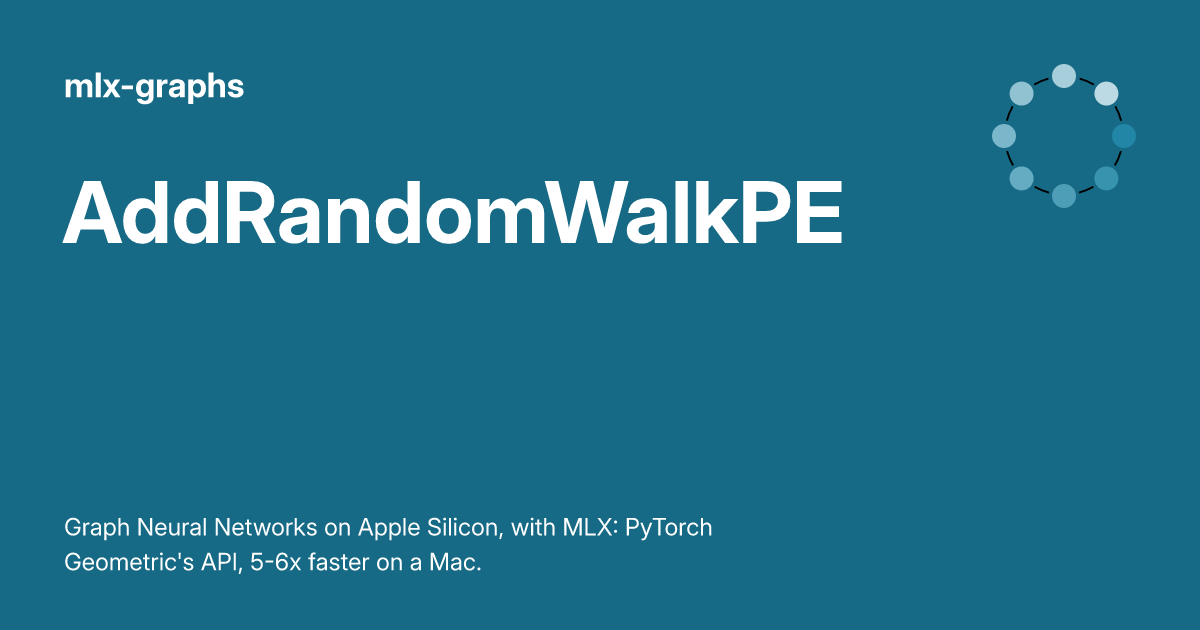 mlx-graphs
AddRandomWalkPE
Graph Neural Networks on Apple Silicon, with MLX: PyTorch
Geometric's API, 5-6x faster on a Mac.